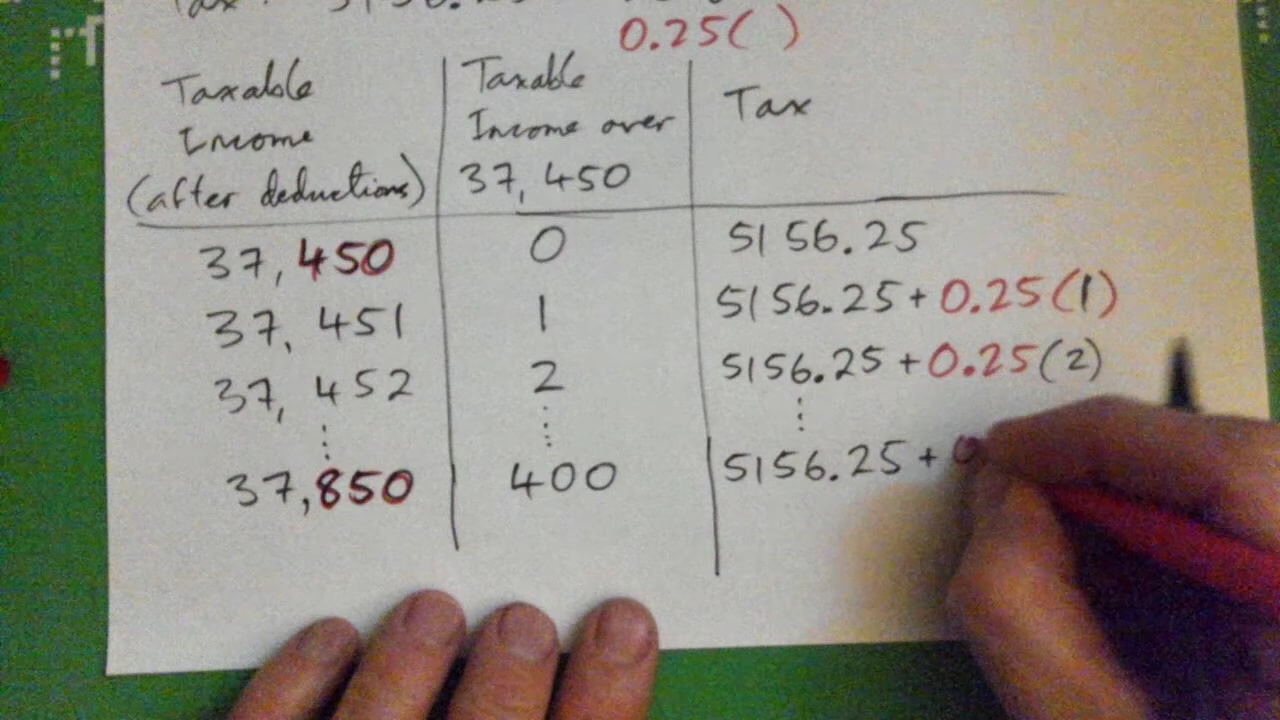 Tax
0.25( )
Taxable Income (after deductions)
Taxable Income over 37,450
Tax
37,450 0 5156.25
37,451 1 5156.25 + 0.25(1)
37,452 2 5156.25 + 0.25(2)
⋮ ⋮ ⋮
37,850 400 5156.25 + 0